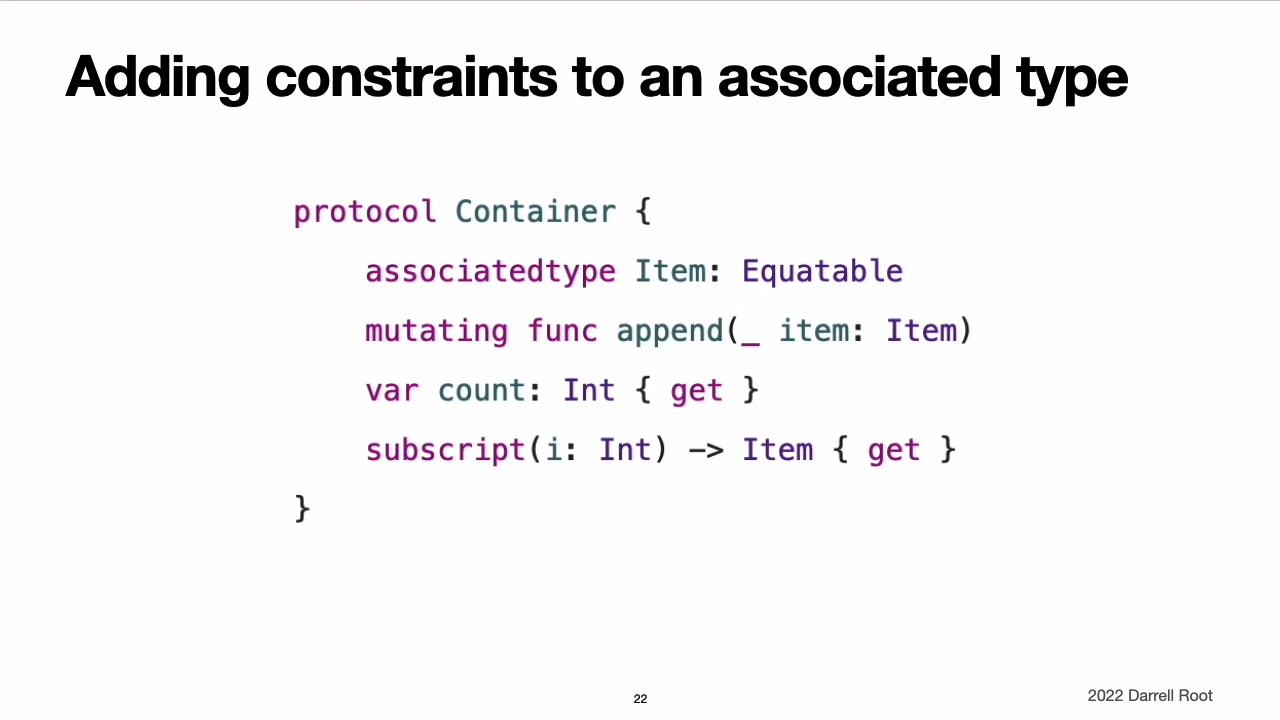 Adding constraints to an associated type
protocol Container {
    associatedtype Item: Equatable
    mutating func append(_ item: Item)
    var count: Int { get }
    subscript(i: Int) -> Item { get }
}
22
2022 Darrell Root